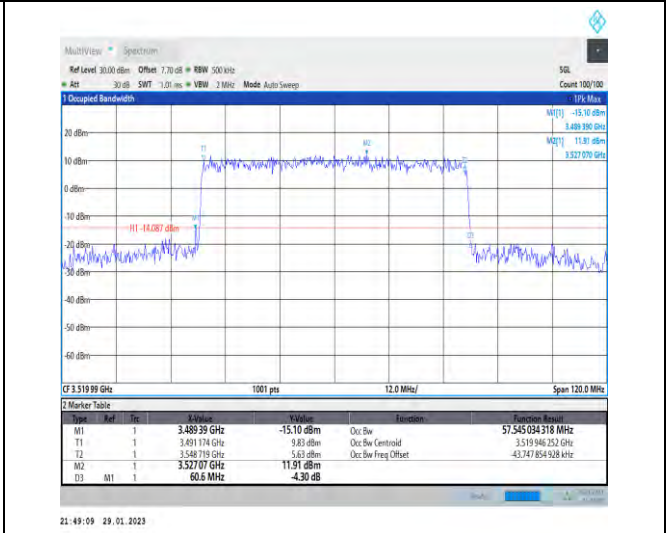 MultiView Spectrum
Ref Level 30.00 dBm Offset 7.70 dB RBW 500 kHz SGL
Att 30 dB SWT 1.01 ms VBW 2 MHz Mode Auto Sweep Count 100/100
1 Occupied Bandwidth 1Pk Max
M1[1] -15.10 dBm
3.489 390 GHz
M2[1] 11.91 dBm
3.527 070 GHz
20 dBm
T1
M2
10 dBm
0 dBm
-10 dBm
H1 -14.087 dBm
-20 dBm
-30 dBm
-40 dBm
-50 dBm
-60 dBm
CF 3.519 99 GHz 1001 pts 12.0 MHz/ Span 120.0 MHz
2 Marker Table
Type Ref Trc X-Value Y-Value Function Function Result
M1 1 3.489 39 GHz -15.10 dBm Occ Bw 57.545 034 318 MHz
T1 1 3.491 174 GHz 9.83 dBm Occ Bw Centroid 3.519 946 252 GHz
T2 1 3.548 719 GHz 5.63 dBm Occ Bw Freq Offset -43.747 854 928 kHz
M2 1 3.527 07 GHz 11.91 dBm
D3 M1 1 60.6 MHz -4.30 dB
21:49:09 29.01.2023